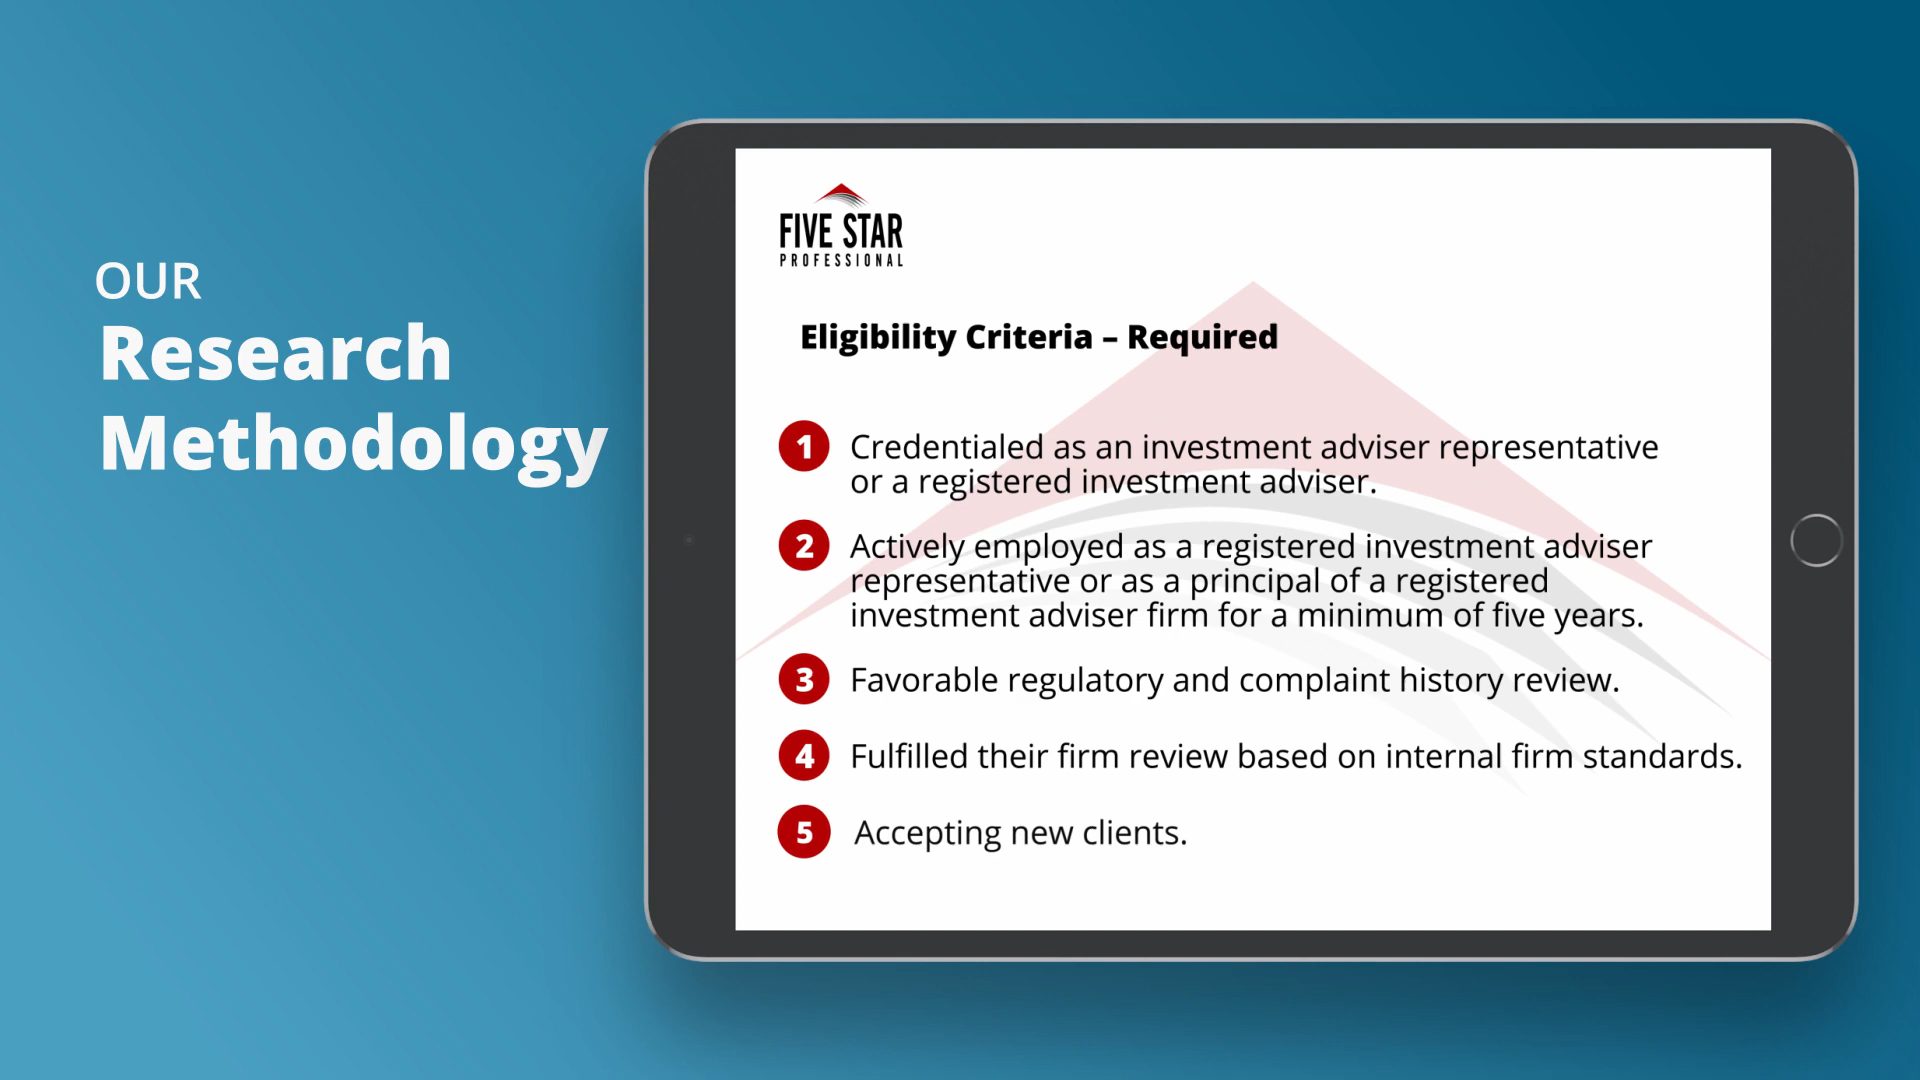 OUR
Research
Methodology
FIVE STAR
PROFESSIONAL
Eligibility Criteria – Required
1 Credentialed as an investment adviser representative
or a registered investment adviser.
2 Actively employed as a registered investment adviser
representative or as a principal of a registered
investment adviser firm for a minimum of five years.
3 Favorable regulatory and complaint history review.
4 Fulfilled their firm review based on internal firm standards.
5 Accepting new clients.